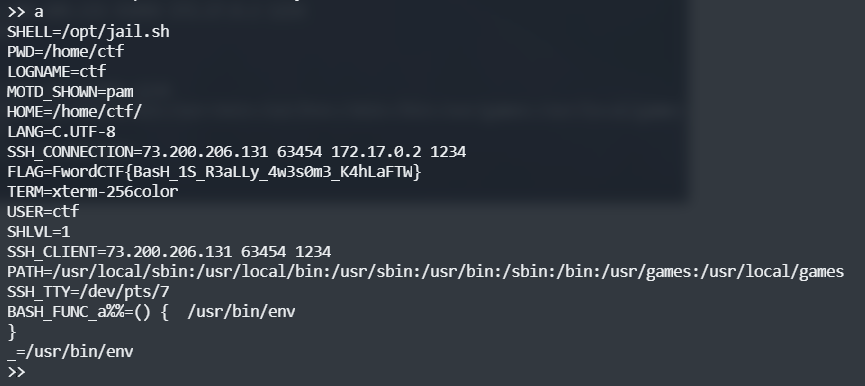 >> a
SHELL=/opt/jail.sh
PWD=/home/ctf
LOGNAME=ctf
MOTD_SHOWN=pam
HOME=/home/ctf/
LANG=C.UTF-8
SSH_CONNECTION=73.200.206.131 63454 172.17.0.2 1234
FLAG=FwordCTF{BasH_1S_R3aLLy_4w3s0m3_K4hLaFTW}
TERM=xterm-256color
USER=ctf
SHLVL=1
SSH_CLIENT=73.200.206.131 63454 1234
PATH=/usr/local/sbin:/usr/local/bin:/usr/sbin:/usr/bin:/sbin:/bin:/usr/games:/usr/local/games
SSH_TTY=/dev/pts/7
BASH_FUNC_a%%=() {  /usr/bin/env
}
_=/usr/bin/env
>>